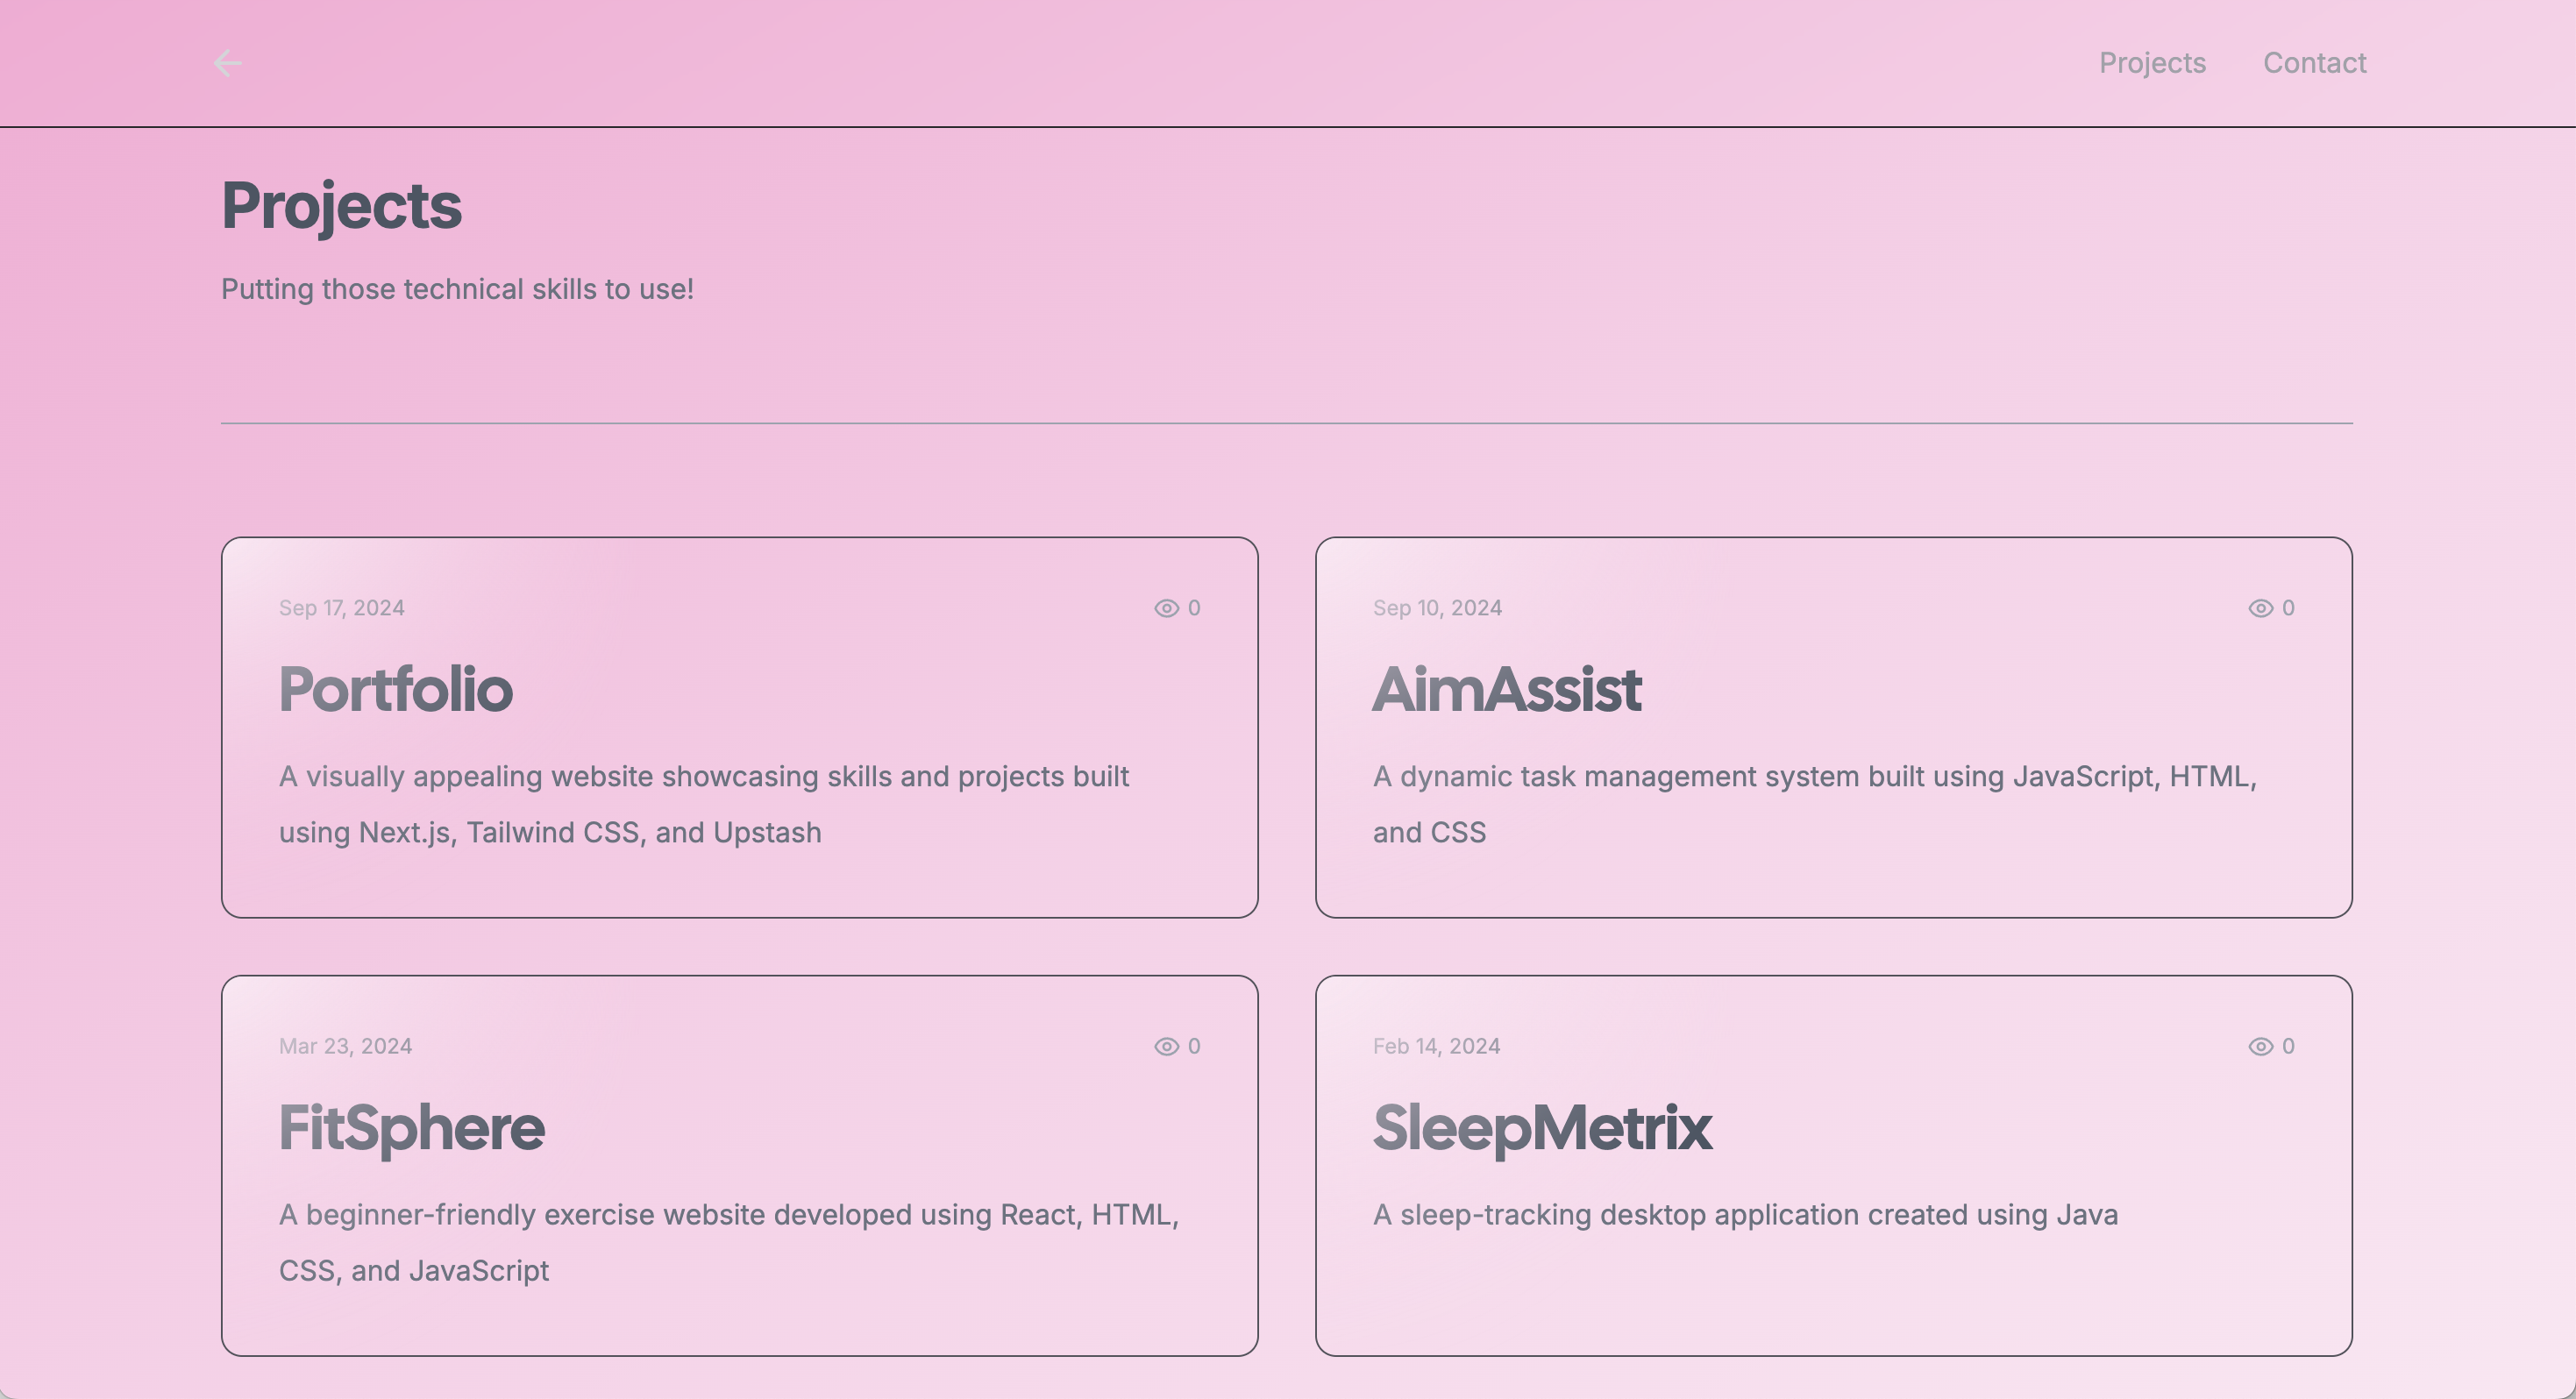 Projects
Contact
Projects
Putting those technical skills to use!
Sep 17, 2024
0
Portfolio
A visually appealing website showcasing skills and projects built
using Next.js, Tailwind CSS, and Upstash
Sep 10, 2024
0
AimAssist
A dynamic task management system built using JavaScript, HTML,
and CSS
Mar 23, 2024
0
FitSphere
A beginner-friendly exercise website developed using React, HTML,
CSS, and JavaScript
Feb 14, 2024
0
SleepMetrix
A sleep-tracking desktop application created using Java